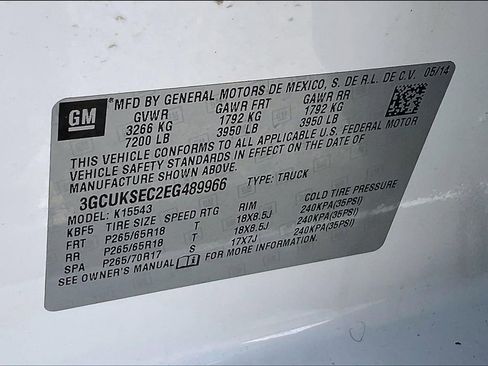 GM
*MFD BY GENERAL MOTORS DE MEXICO, S. DE R.L. DE C.V. 05/14
GVWR GAWR FRT GAWR RR
3266 KG 1792 KG 1792 KG
7200 LB 3950 LB 3950 LB
THIS VEHICLE CONFORMS TO ALL APPLICABLE U.S. FEDERAL MOTOR
VEHICLE SAFETY STANDARDS IN EFFECT ON THE DATE OF
MANUFACTURE SHOWN ABOVE.
3GCUKSEC2EG489966 TYPE: TRUCK
MODEL: K15543
KBF5 TIRE SIZE SPEED RTG RIM COLD TIRE PRESSURE
FRT P265/65R18 T 18X8.5J 240KPA(35PSI)
RR P265/65R18 T 18X8.5J 240KPA(35PSI)
SPA P265/70R17 S 17X7J 240KPA(35PSI)
SEE OWNER'S MANUAL FOR MORE INFORMATION.